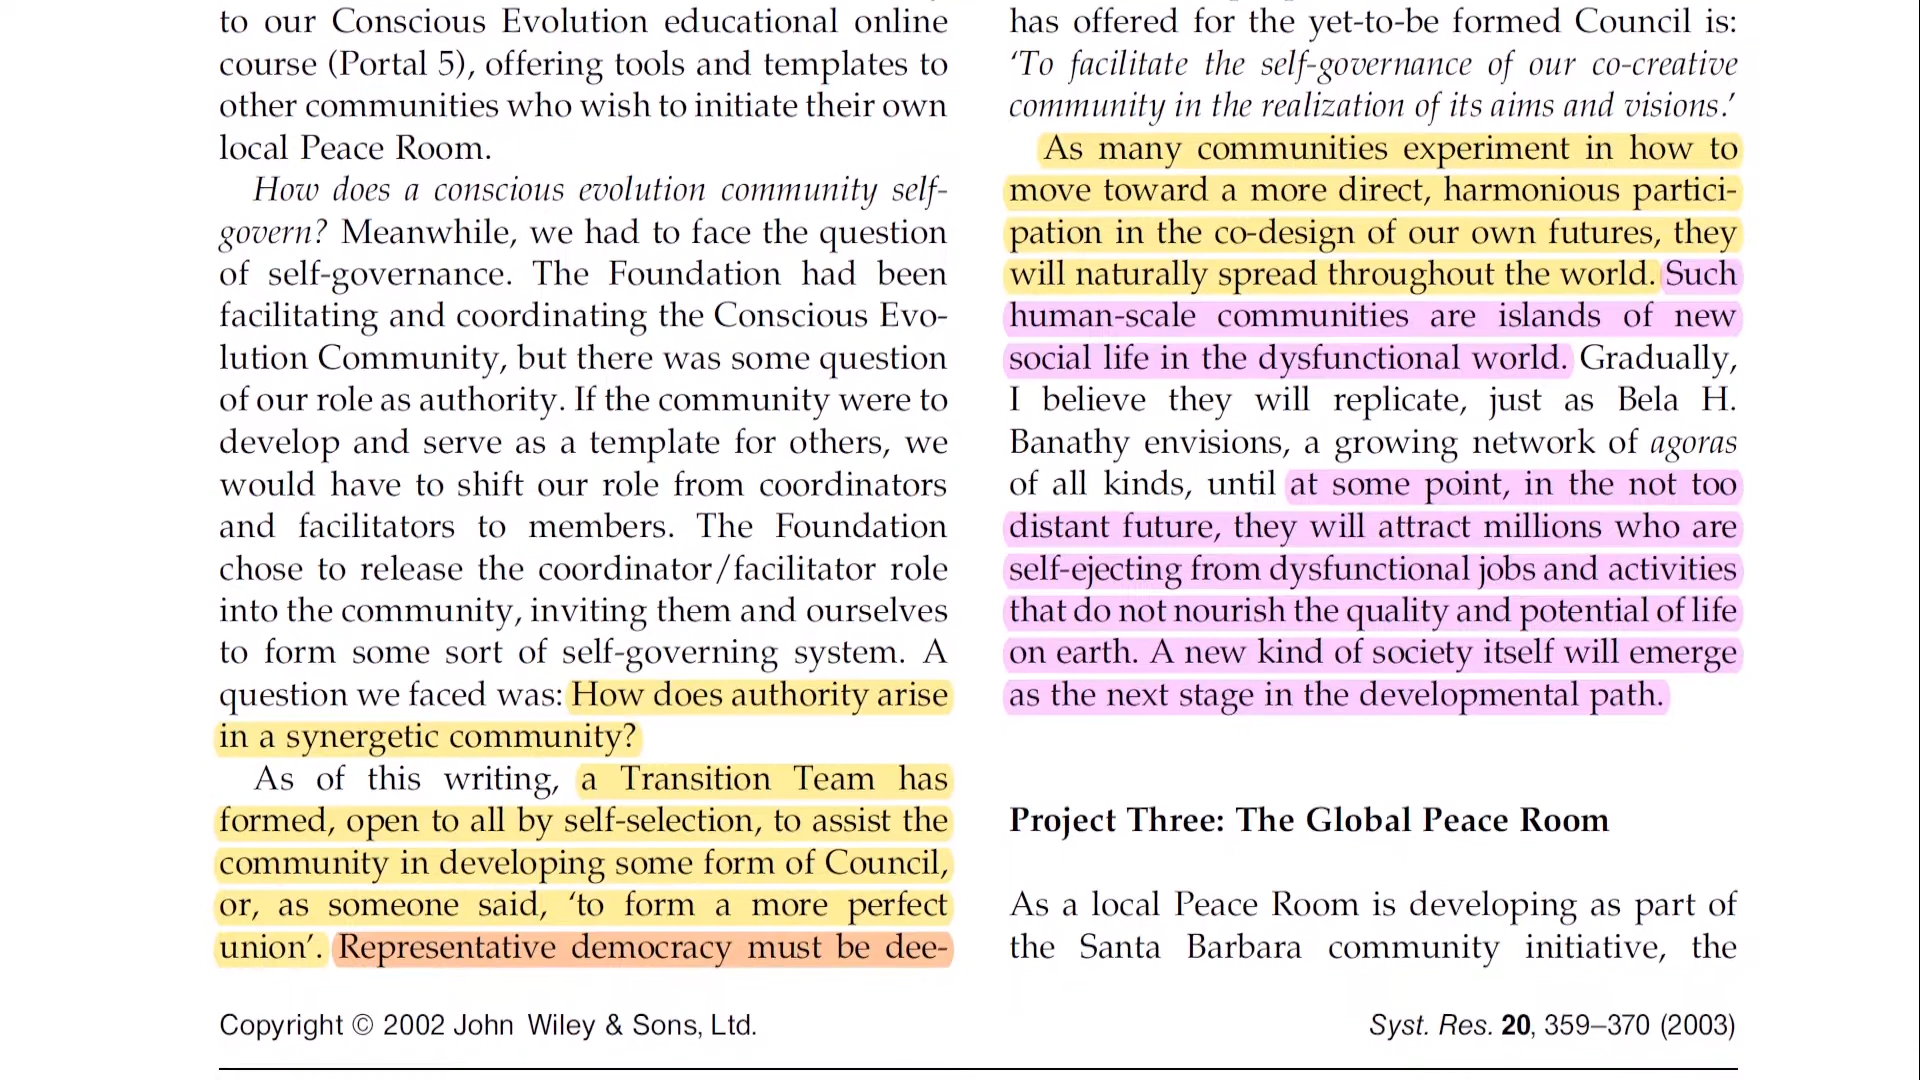 to our Conscious Evolution educational online
course (Portal 5), offering tools and templates to
other communities who wish to initiate their own
local Peace Room.
How does a conscious evolution community self-
govern? Meanwhile, we had to face the question
of self-governance. The Foundation had been
facilitating and coordinating the Conscious Evo-
lution Community, but there was some question
of our role as authority. If the community were to
develop and serve as a template for others, we
would have to shift our role from coordinators
and facilitators to members. The Foundation
chose to release the coordinator/facilitator role
into the community, inviting them and ourselves
to form some sort of self-governing system. A
question we faced was: How does authority arise
in a synergetic community?
As of this writing, a Transition Team has
formed, open to all by self-selection, to assist the
community in developing some form of Council,
or, as someone said, ‘to form a more perfect
union’. Representative democracy must be dee-
has offered for the yet-to-be formed Council is:
‘To facilitate the self-governance of our co-creative
community in the realization of its aims and visions.’
As many communities experiment in how to
move toward a more direct, harmonious partici-
pation in the co-design of our own futures, they
will naturally spread throughout the world. Such
human-scale communities are islands of new
social life in the dysfunctional world. Gradually,
I believe they will replicate, just as Bela H.
Banathy envisions, a growing network of agoras
of all kinds, until at some point, in the not too
distant future, they will attract millions who are
self-ejecting from dysfunctional jobs and activities
that do not nourish the quality and potential of life
on earth. A new kind of society itself will emerge
as the next stage in the developmental path.
Project Three: The Global Peace Room
As a local Peace Room is developing as part of
the Santa Barbara community initiative, the
Copyright © 2002 John Wiley & Sons, Ltd.
Syst. Res. 20, 359–370 (2003)